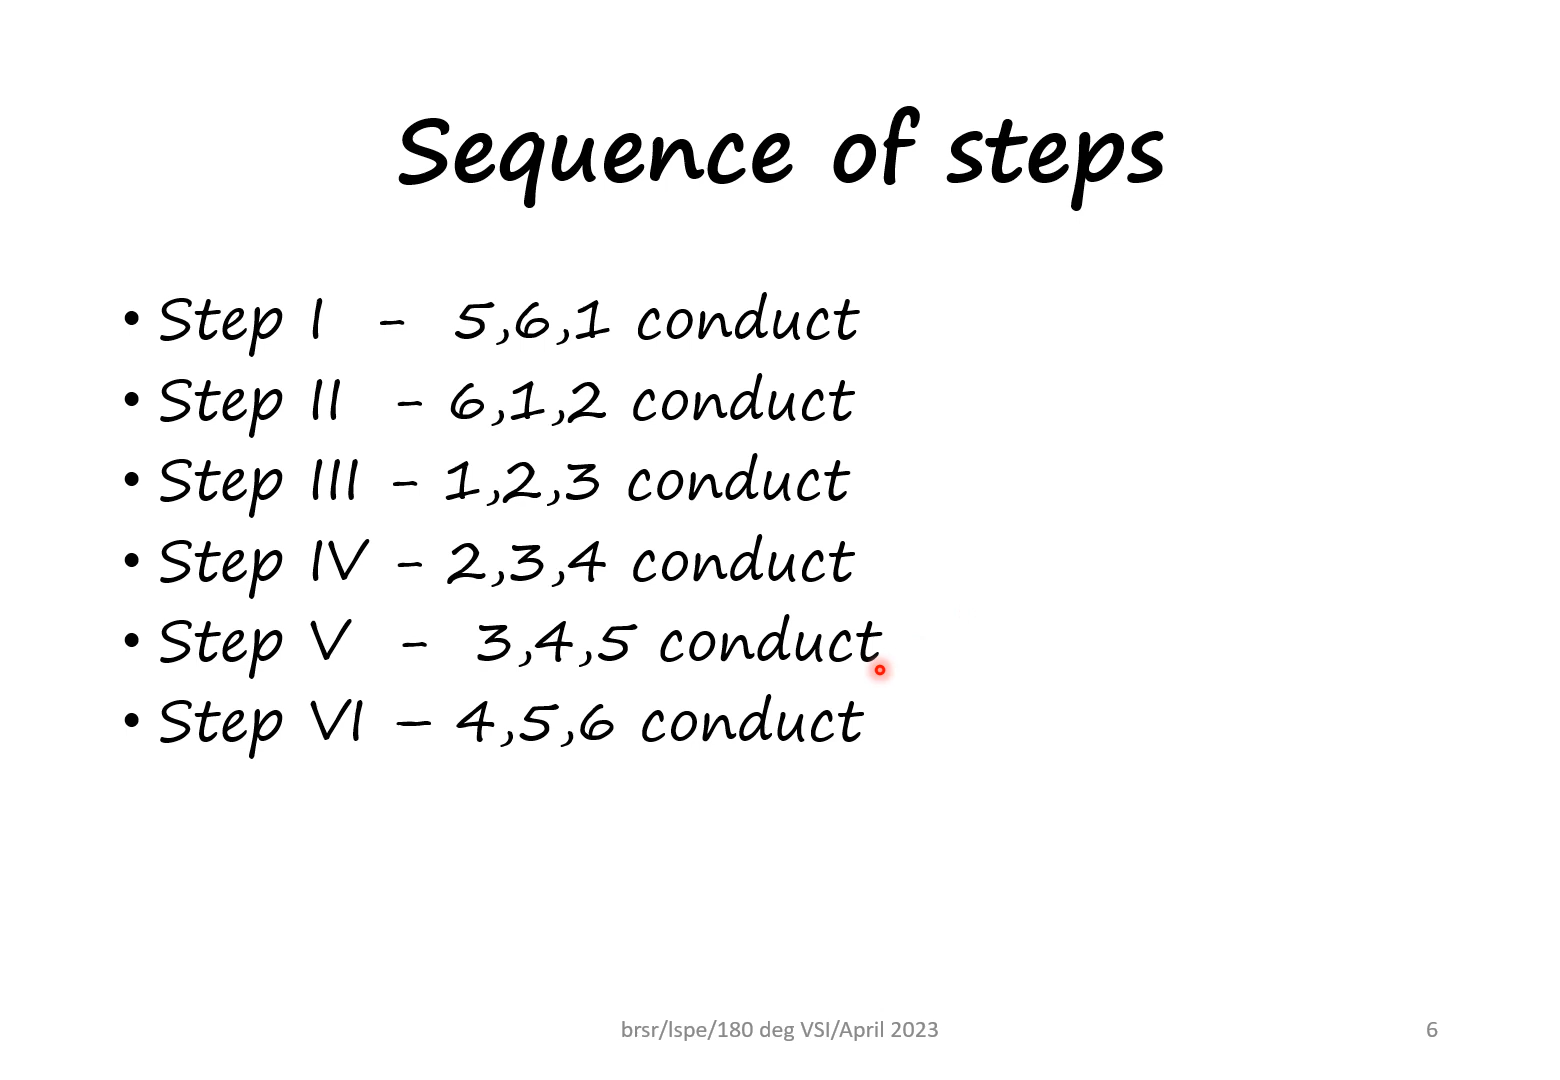 Sequence of steps
• Step I - 5,6,1 conduct
• Step II - 6,1,2 conduct
• Step III - 1,2,3 conduct
• Step IV - 2,3,4 conduct
• Step V - 3,4,5 conduct
• Step VI – 4,5,6 conduct
brsr/lspe/180 deg VSI/April 2023
6